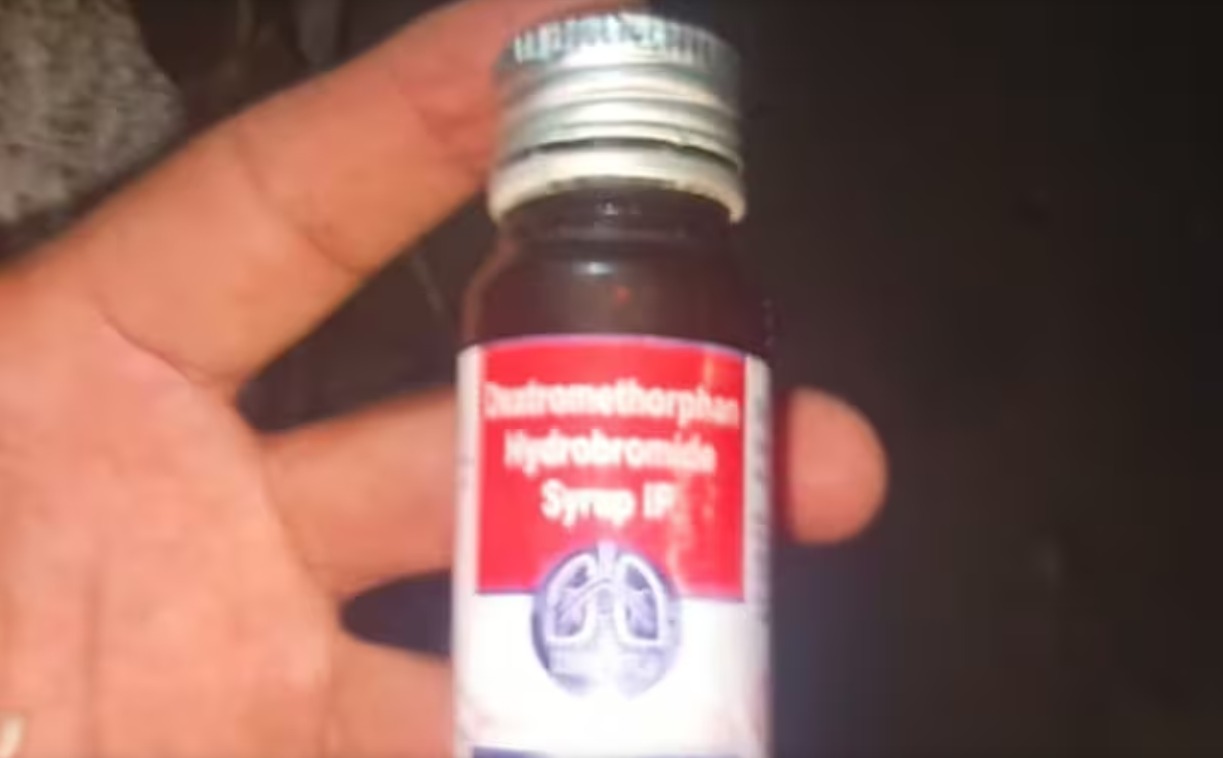 Dextromethorphan
Hydrobromide
Syrup IP